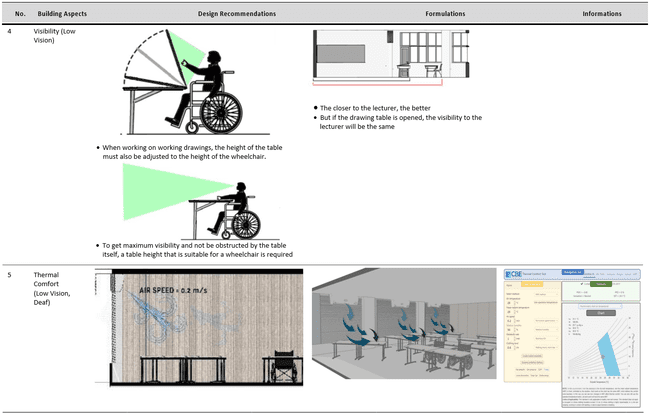 No.
Building Aspects
Design Recommendations
Formulations
Informations
4
Visibility (Low
Vision)
• The closer to the lecturer, the better
• But if the drawing table is opened, the visibility to the
lecturer will be the same
• When working on working drawings, the height of the table
must also be adjusted to the height of the wheelchair.
• To get maximum visibility and not be obstructed by the table
itself, a table height that is suitable for a wheelchair is required
5
Thermal
Comfort
(Low Vision,
Deaf)
AIR SPEED = 0.2 m/s
CBE